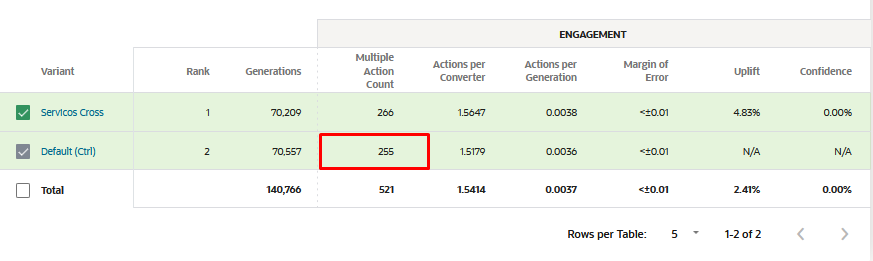 ENGAGEMENT
Variant Rank Generations Multiple Action Count Actions per Converter Actions per Generation Margin of Error Uplift Confidence
Servicos Cross 1 70,209 266 1.5647 0.0038 <±0.01 4.83% 0.00%
Default (Ctrl) 2 70,557 255 1.5179 0.0036 <±0.01 N/A N/A
Total 140,766 521 1.5414 0.0037 <±0.01 2.41% 0.00%
Rows per Table: 5 1-2 of 2